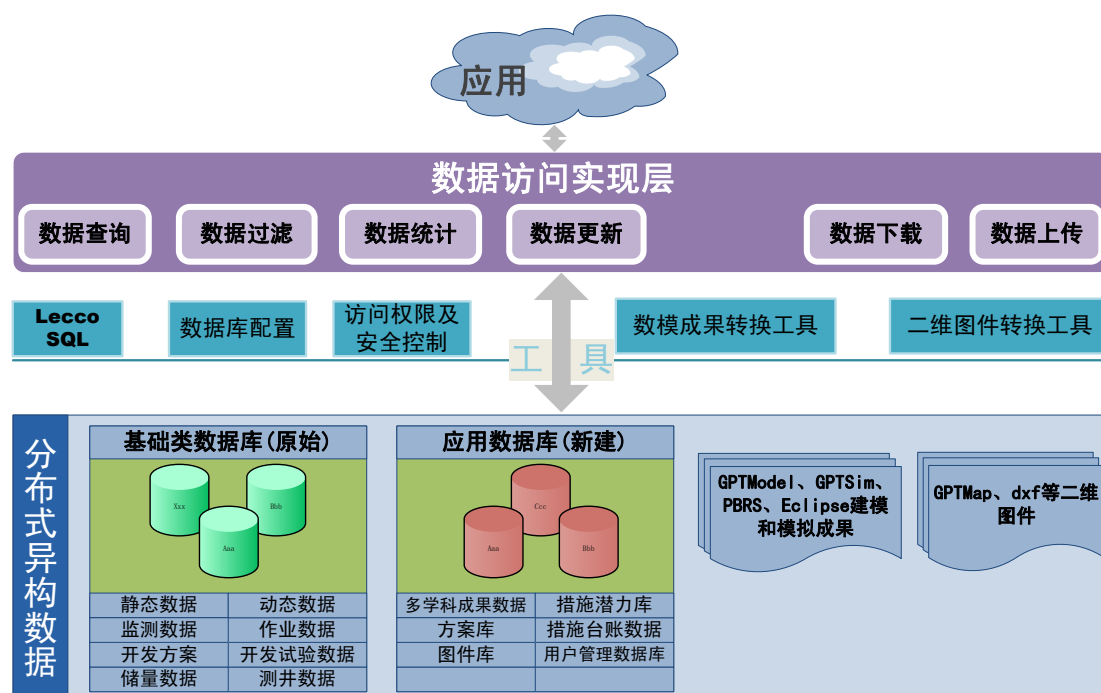 应用
数据访问实现层
数据查询
数据过滤
数据统计
数据更新
数据下载
数据上传
Lecco
SQL
数据库配置
访问权限及
安全控制
数模成果转换工具
二维图件转换工具
工 具
分布式异构数据
基础类数据库(原始)
Xxx
Bbb
Aaa
静态数据 动态数据
监测数据 作业数据
开发方案 开发试验数据
储量数据 测井数据
应用数据库(新建)
Ccc
Aaa
Bbb
多学科成果数据 措施潜力库
方案库 措施台账数据
图件库 用户管理数据库
GPTModel、GPTSim、
PBRS、Eclipse建模
和模拟成果
GPTMap、dxf等二维
图件